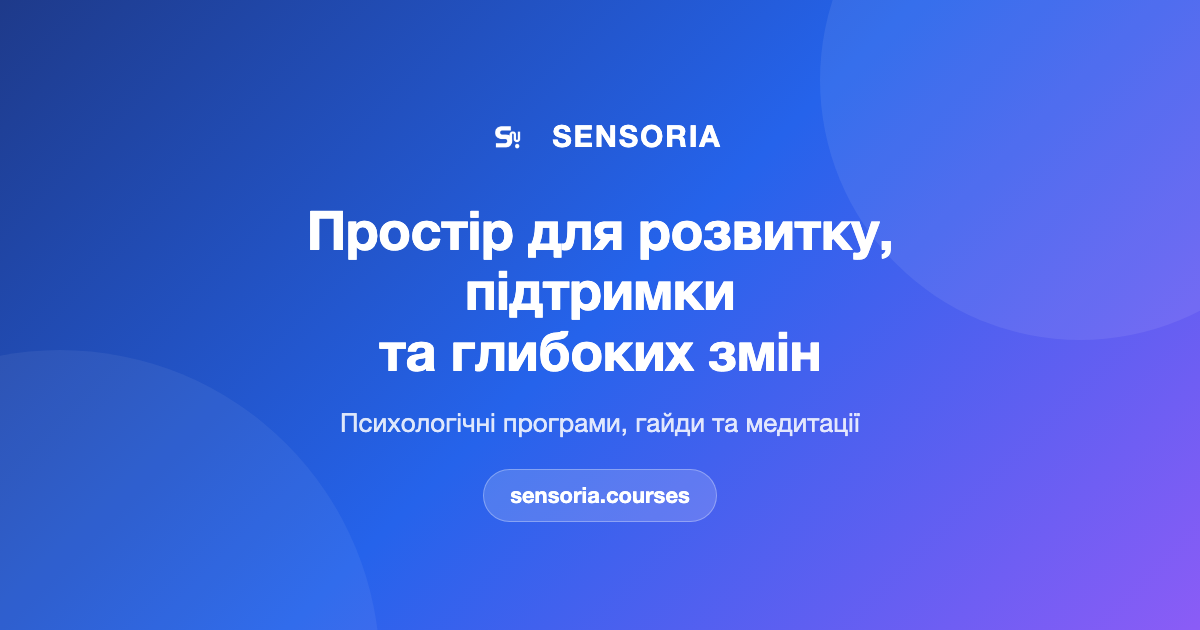 SENSORIA
Простір для розвитку,
підтримки
та глибоких змін
Психологічні програми, гайди та медитації
sensoria.courses